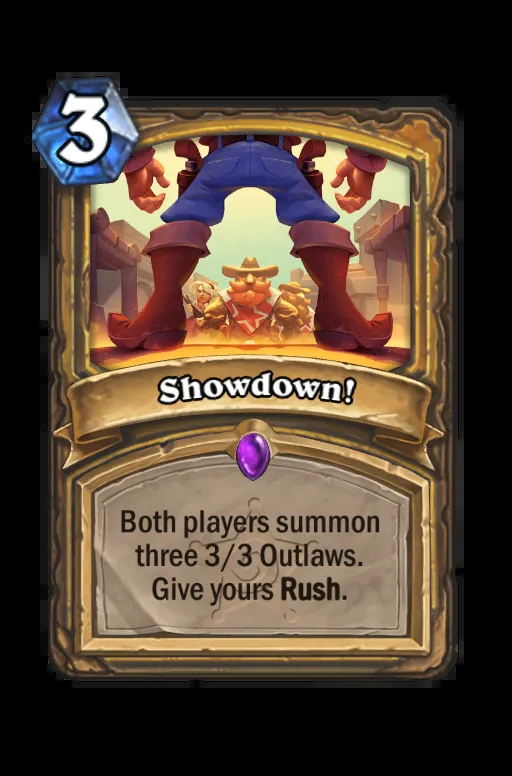 3
Showdown!
Both players summon
three 3/3 Outlaws.
Give yours Rush.